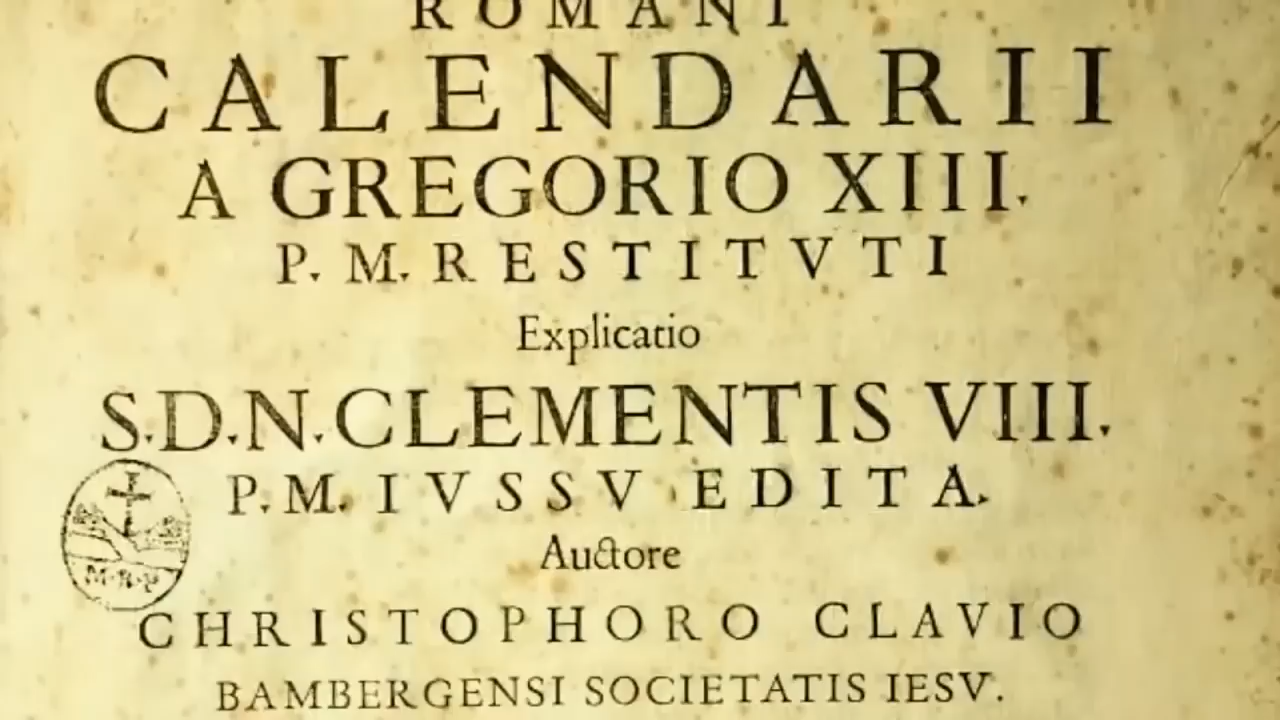 ROMANI
CALENDARII
A GREGORIO XIII.
P. M. RESTITVTI
Explicatio
S.D.N. CLEMENTIS VIII.
P. M. IVSSV EDITA.
Auctore
CHRISTOPHORO CLAVIO
BAMBERGENSI SOCIETATIS IESV.